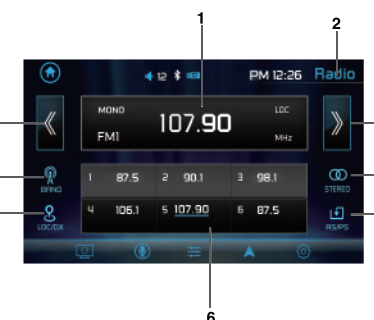 1
2
12 PM 12:26 Radio
MONO LOC
107.90
FM1 MHz
1 87.5 2 90.1 3 98.1
BAND STEREO
4 106.1 5 107.90 6 87.5
LOC/DX RS/PS
6